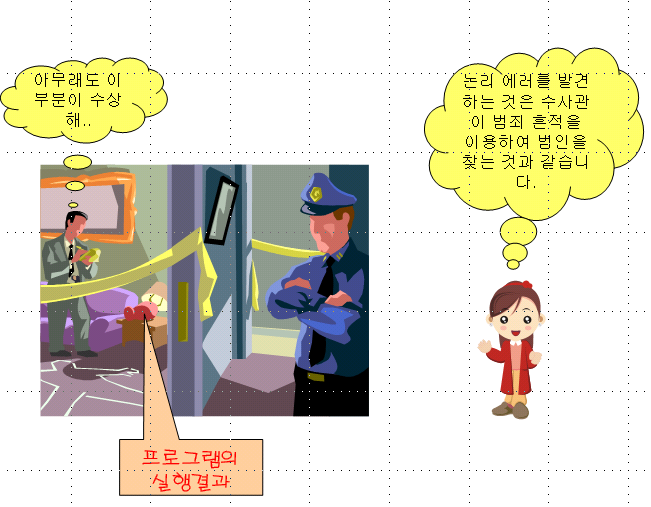 아무래도 이
부분이 수상
해..
논리 에러를 발견
하는 것은 수사관
이 범죄 흔적을
이용하여 범인을
찾는 것과 같습니
다.
프로그램의
실행결과